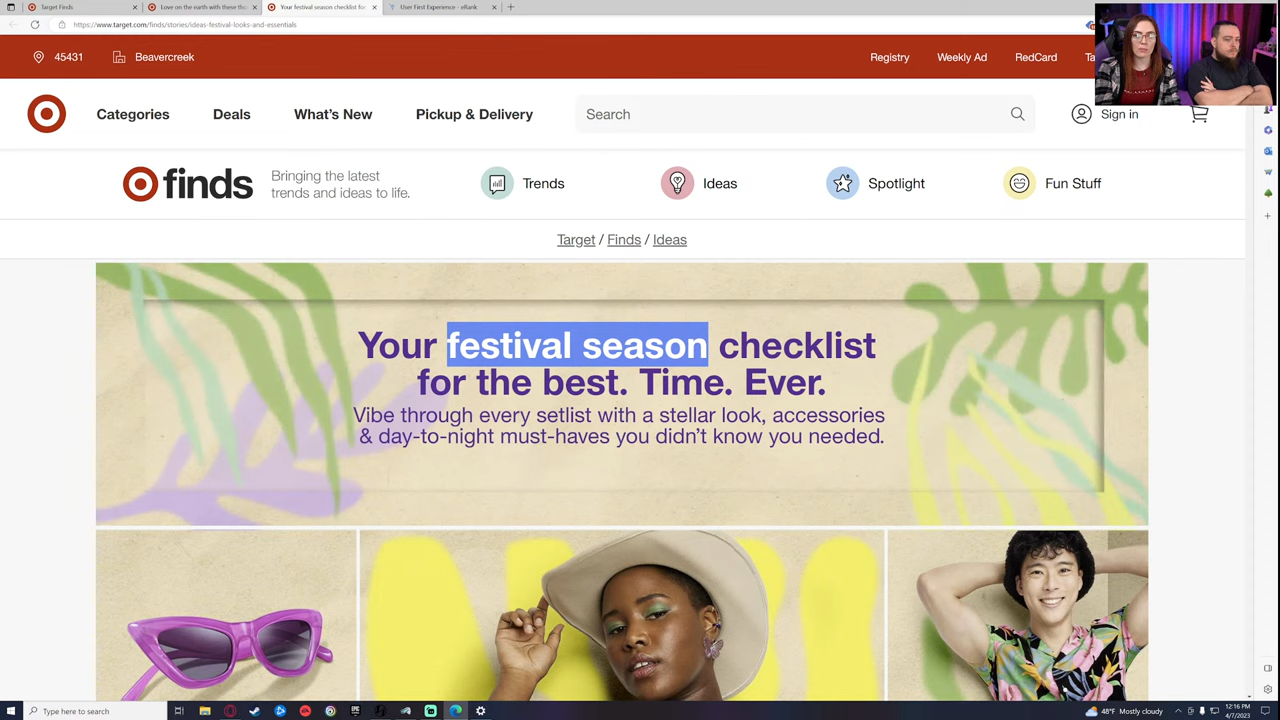 Target Finds
Love on the earth with these tho
Your festival season checklist for
User First Experience - eRank
https://www.target.com/finds/stories/ideas-festival-looks-and-essentials
45431
Beavercreek
Registry
Weekly Ad
RedCard
Ta
Categories
Deals
What's New
Pickup & Delivery
Search
Sign in
finds
Bringing the latest
trends and ideas to life.
Trends
Ideas
Spotlight
Fun Stuff
Target / Finds / Ideas
Your festival season checklist
for the best. Time. Ever.
Vibe through every setlist with a stellar look, accessories
& day-to-night must-haves you didn't know you needed.
Type here to search
48°F Mostly cloudy
12:16 PM
4/7/2023